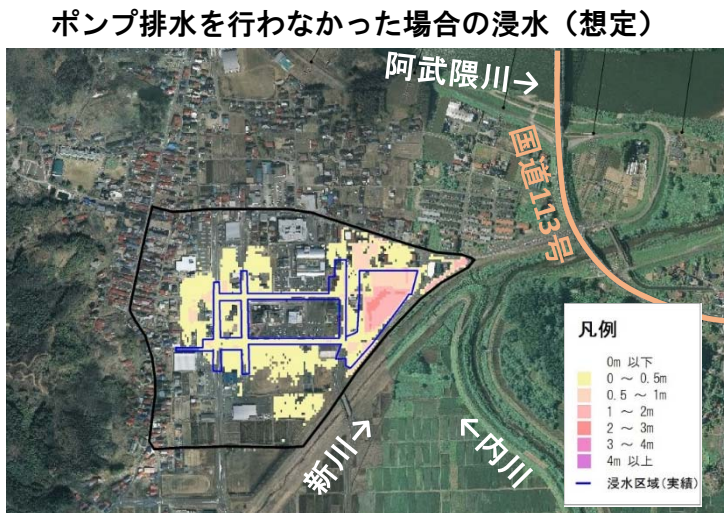 ポンプ排水を行わなかった場合の浸水（想定）
阿武隈川→
国道113号
凡例
0m 以下
0 ～ 0.5m
0.5 ～ 1m
1 ～ 2m
2 ～ 3m
3 ～ 4m
4m 以上
浸水区域(実績)
新川→
←内川